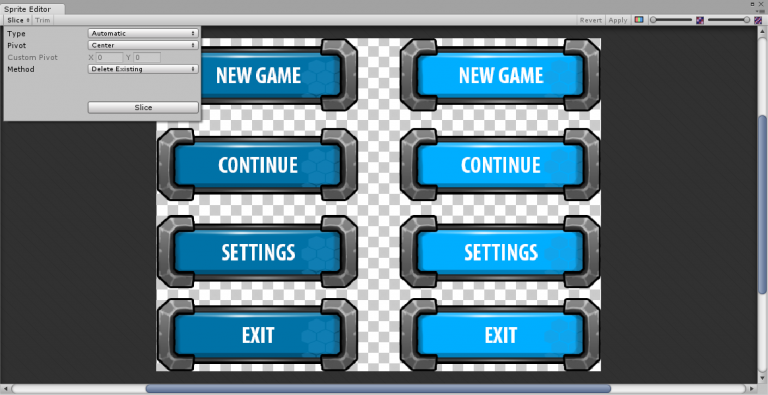 Sprite Editor
Slice Trim Revert Apply
Type Automatic
Pivot Center
Custom Pivot X 0 Y 0
Method Delete Existing
Slice
NEW GAME NEW GAME
CONTINUE CONTINUE
SETTINGS SETTINGS
EXIT EXIT